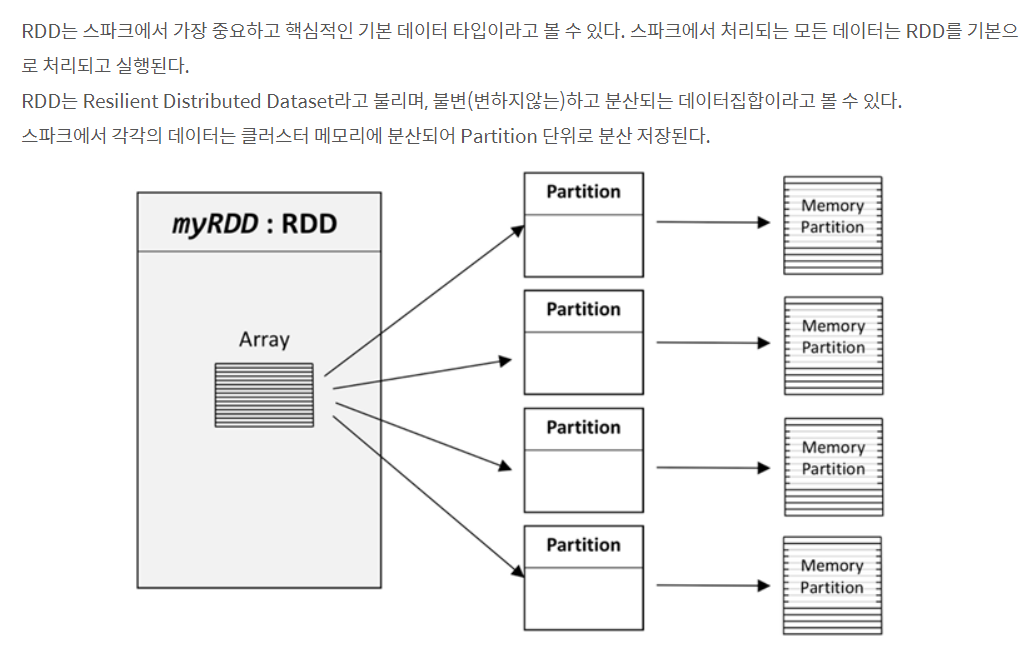 RDD는 스파크에서 가장 중요하고 핵심적인 기본 데이터 타입이라고 볼 수 있다. 스파크에서 처리되는 모든 데이터는 RDD를 기본으
로 처리되고 실행된다.
RDD는 Resilient Distributed Dataset라고 불리며, 불변(변하지않는)하고 분산되는 데이터집합이라고 볼 수 있다.
스파크에서 각각의 데이터는 클러스터 메모리에 분산되어 Partition 단위로 분산 저장된다.
myRDD : RDD
Array
Partition
Memory
Partition
Partition
Memory
Partition
Partition
Memory
Partition
Partition
Memory
Partition